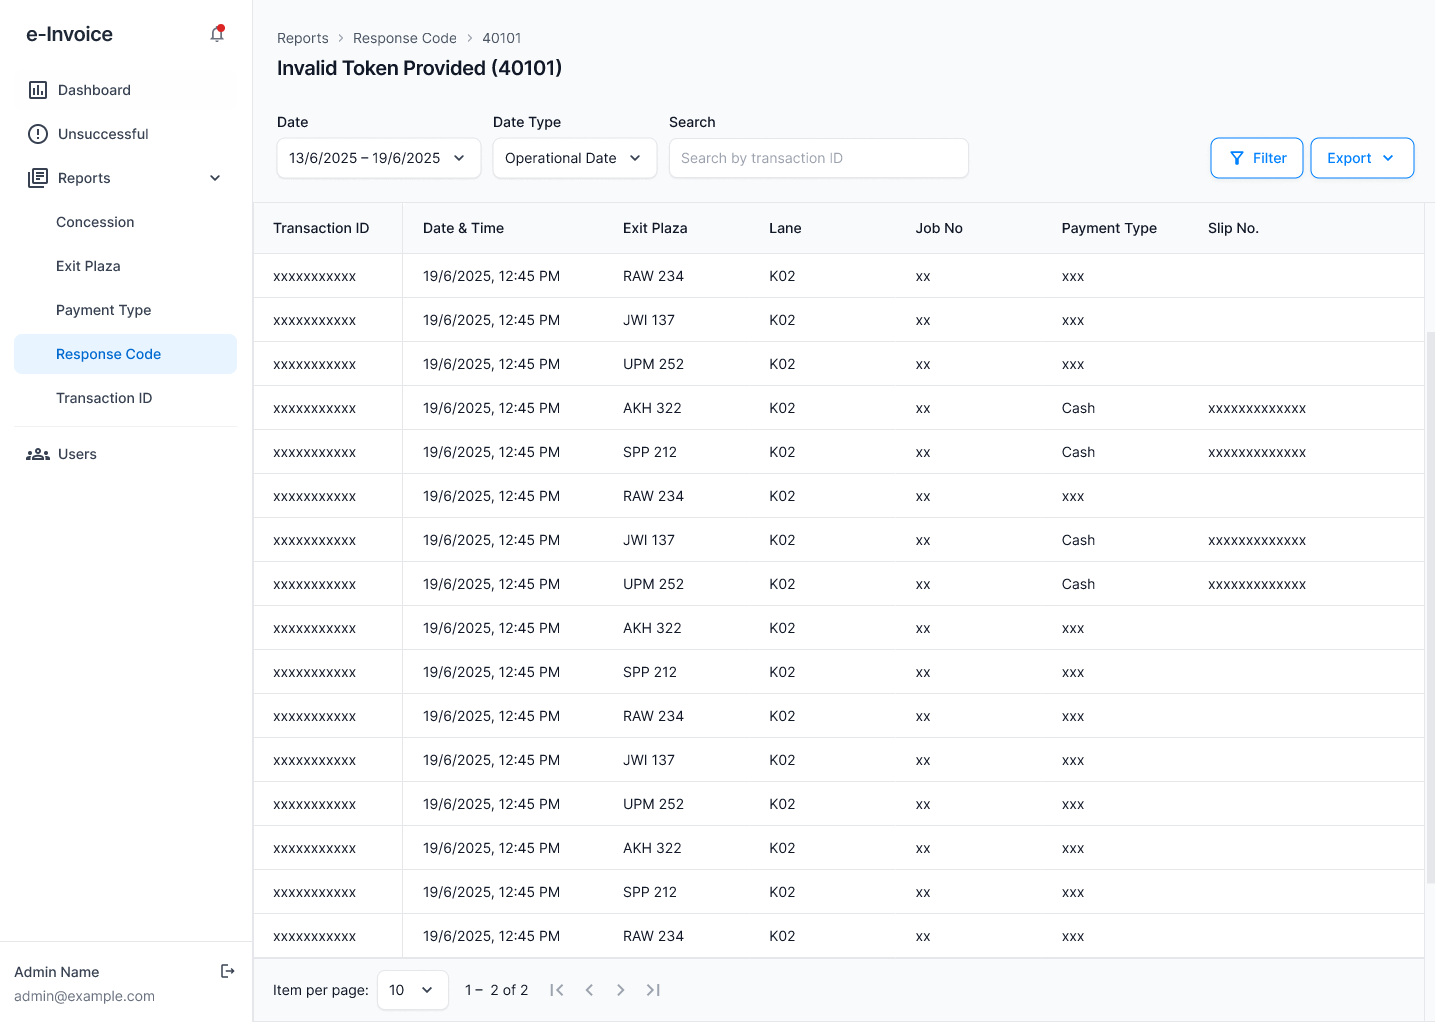 e-Invoice
Dashboard
Unsuccessful
Reports
Concession
Exit Plaza
Payment Type
Response Code
Transaction ID
Users
Admin Name
admin@example.com
Reports > Response Code > 40101
Invalid Token Provided (40101)
Date Date Type Search
13/6/2025 – 19/6/2025 Operational Date Search by transaction ID Filter Export
Transaction ID Date & Time Exit Plaza Lane Job No Payment Type Slip No.
xxxxxxxxxxx 19/6/2025, 12:45 PM RAW 234 K02 xx xxx
xxxxxxxxxxx 19/6/2025, 12:45 PM JWI 137 K02 xx xxx
xxxxxxxxxxx 19/6/2025, 12:45 PM UPM 252 K02 xx xxx
xxxxxxxxxxx 19/6/2025, 12:45 PM AKH 322 K02 xx Cash xxxxxxxxxxxxx
xxxxxxxxxxx 19/6/2025, 12:45 PM SPP 212 K02 xx Cash xxxxxxxxxxxxx
xxxxxxxxxxx 19/6/2025, 12:45 PM RAW 234 K02 xx xxx
xxxxxxxxxxx 19/6/2025, 12:45 PM JWI 137 K02 xx Cash xxxxxxxxxxxxx
xxxxxxxxxxx 19/6/2025, 12:45 PM UPM 252 K02 xx Cash xxxxxxxxxxxxx
xxxxxxxxxxx 19/6/2025, 12:45 PM AKH 322 K02 xx xxx
xxxxxxxxxxx 19/6/2025, 12:45 PM SPP 212 K02 xx xxx
xxxxxxxxxxx 19/6/2025, 12:45 PM RAW 234 K02 xx xxx
xxxxxxxxxxx 19/6/2025, 12:45 PM JWI 137 K02 xx xxx
xxxxxxxxxxx 19/6/2025, 12:45 PM UPM 252 K02 xx xxx
xxxxxxxxxxx 19/6/2025, 12:45 PM AKH 322 K02 xx xxx
xxxxxxxxxxx 19/6/2025, 12:45 PM SPP 212 K02 xx xxx
xxxxxxxxxxx 19/6/2025, 12:45 PM RAW 234 K02 xx xxx
Item per page: 10 1 – 2 of 2